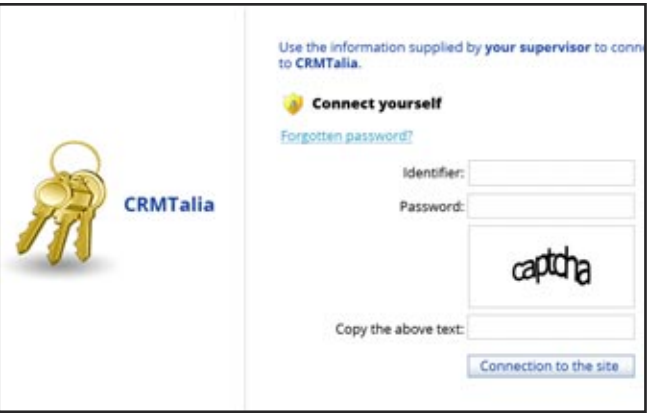 Use the information supplied by your supervisor to conn
to CRMTalia.
Connect yourself
Forgotten password?
Identifier:
CRMTalia
Password:
captcha
Copy the above text:
Connection to the site